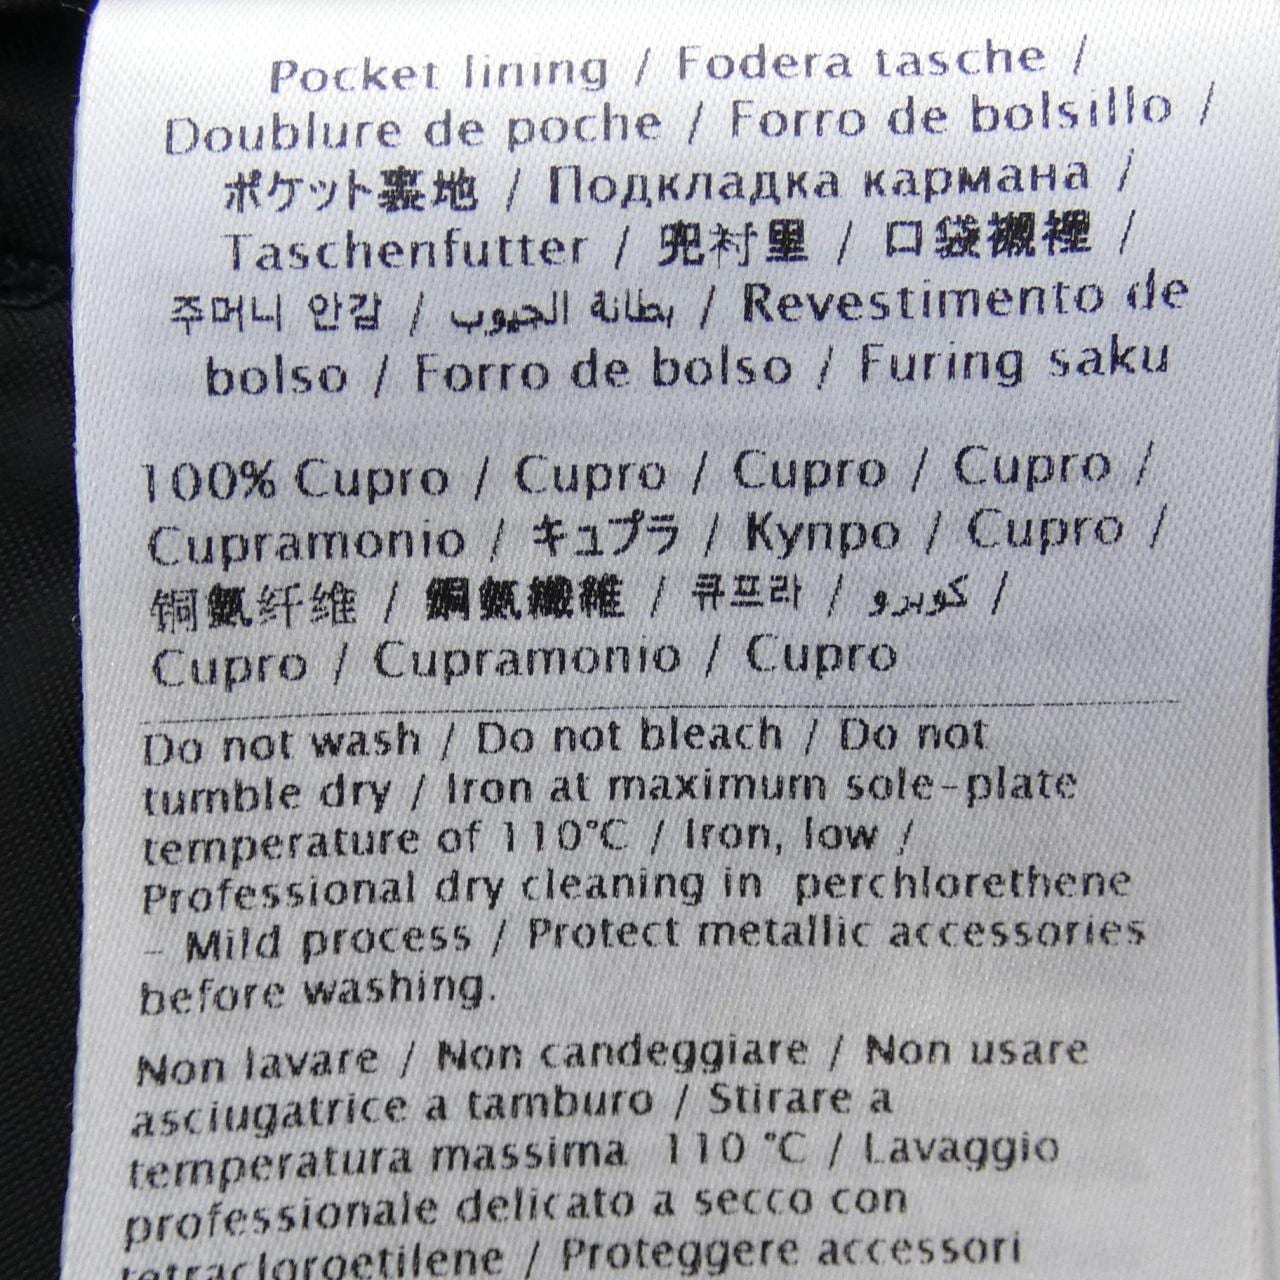 Pocket lining / Fodera tasche /
Doublure de poche / Forro de bolsillo /
ポケット裏地 / Подкладка кармана /
Taschenfutter / 兜衬里 / 口袋襯裡 /
주머니 안감 / بطانة الجيوب / Revestimento de
bolso / Forro de bolso / Furing saku
100% Cupro / Cupro / Cupro / Cupro /
Cupramonio / キュプラ / Купро / Cupro /
铜氨纤维 / 銅氨纖維 / 큐프라 / كوبرو /
Cupro / Cupramonio / Cupro
Do not wash / Do not bleach / Do not
tumble dry / Iron at maximum sole-plate
temperature of 110°C / Iron, low /
Professional dry cleaning in perchlorethene
- Mild process / Protect metallic accessories
before washing.
Non lavare / Non candeggiare / Non usare
asciugatrice a tamburo / Stirare a
temperatura massima 110 °C / Lavaggio
professionale delicato a secco con
tetracloroetilene / Proteggere accessori